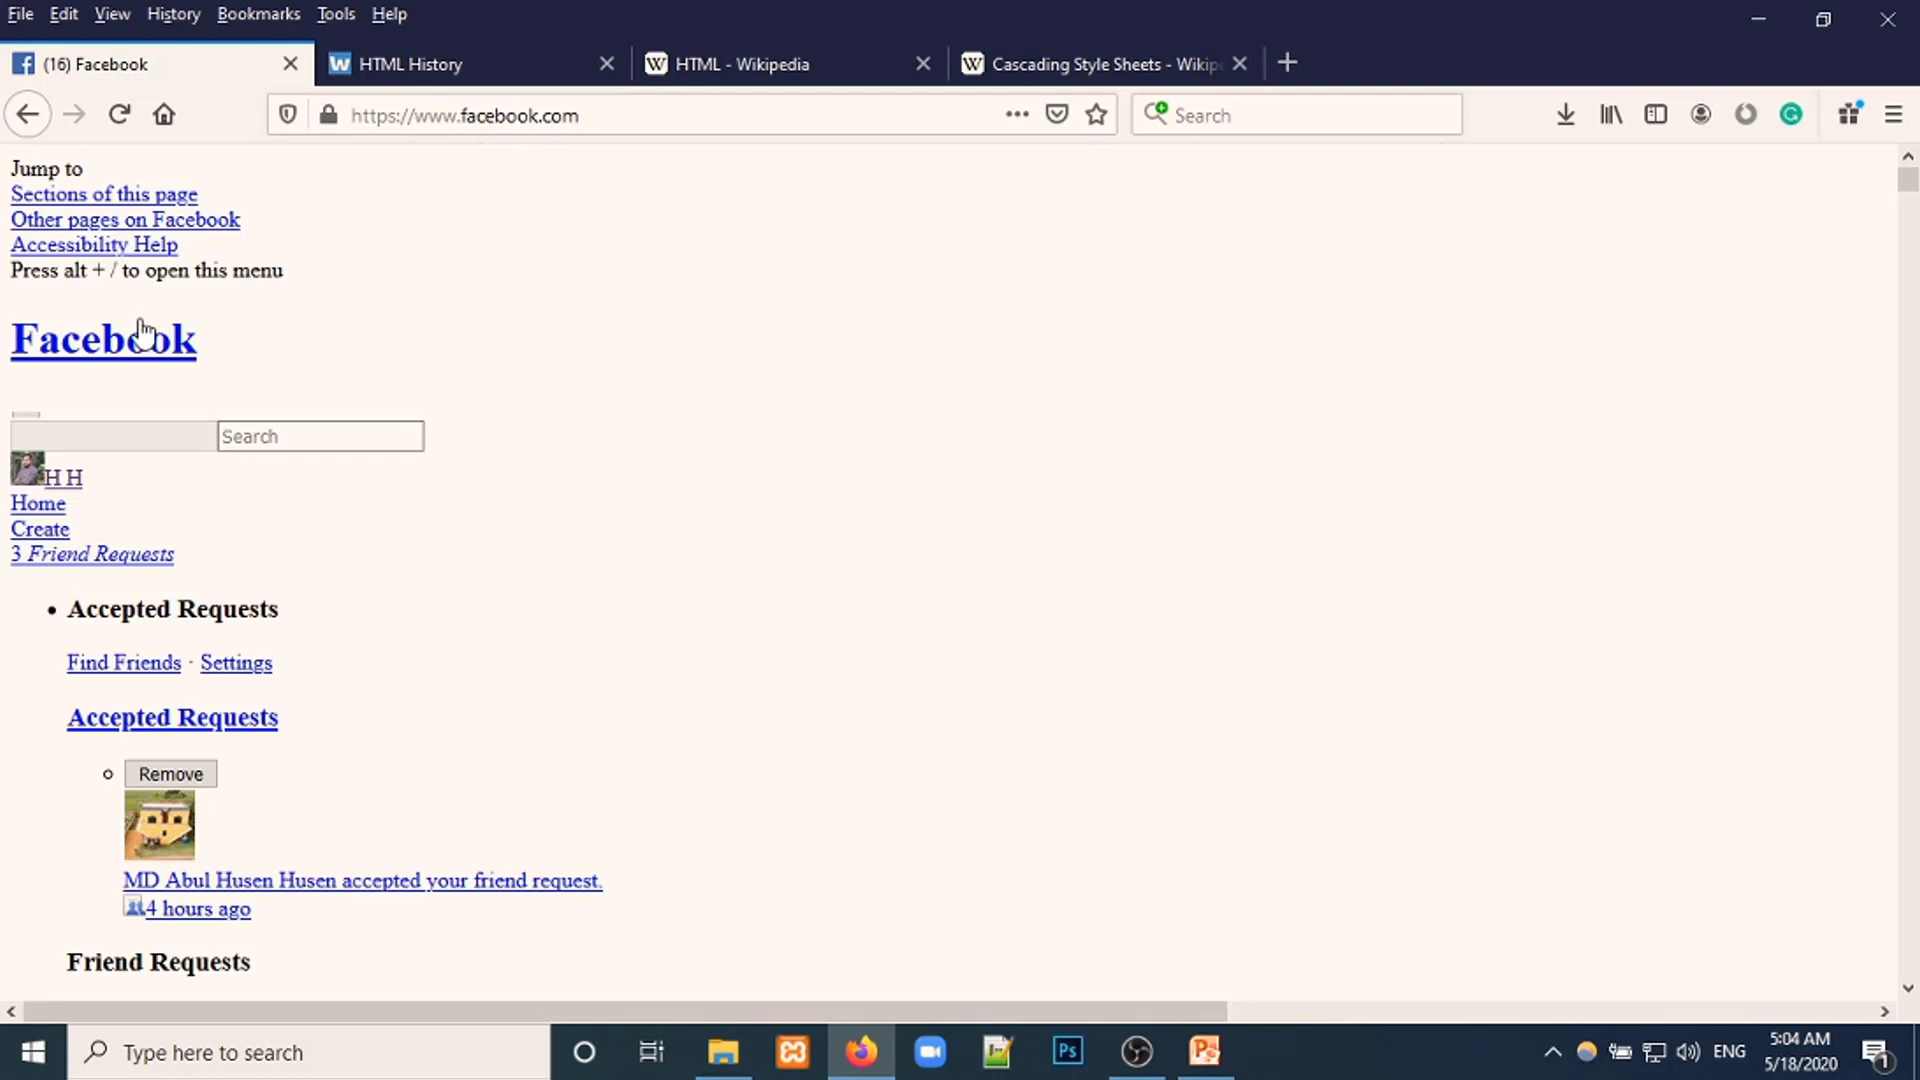 File Edit View History Bookmarks Tools Help
(16) Facebook
HTML History
HTML - Wikipedia
Cascading Style Sheets - Wikip
https://www.facebook.com
Search
Jump to
Sections of this page
Other pages on Facebook
Accessibility Help
Press alt + / to open this menu
Facebook
Search
H H
Home
Create
3 Friend Requests
Accepted Requests
Find Friends · Settings
Accepted Requests
Remove
MD Abul Husen Husen accepted your friend request.
4 hours ago
Friend Requests
Type here to search
ENG
5:04 AM
5/18/2020
1